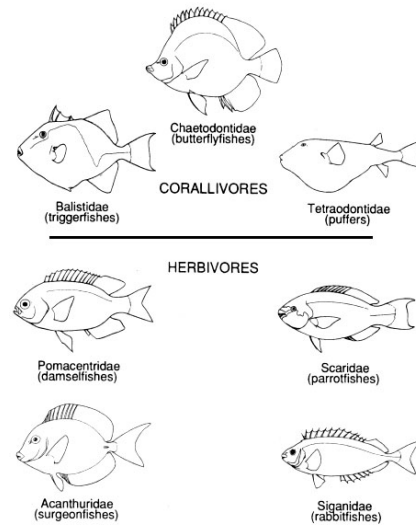 Chaetodontidae
(butterflyfishes)
Balistidae
(triggerfishes)
CORALLIVORES
Tetraodontidae
(puffers)
HERBIVORES
Pomacentridae
(damselfishes)
Scaridae
(parrotfishes)
Acanthuridae
(surgeonfishes)
Siganidae
(rabbitfishes)